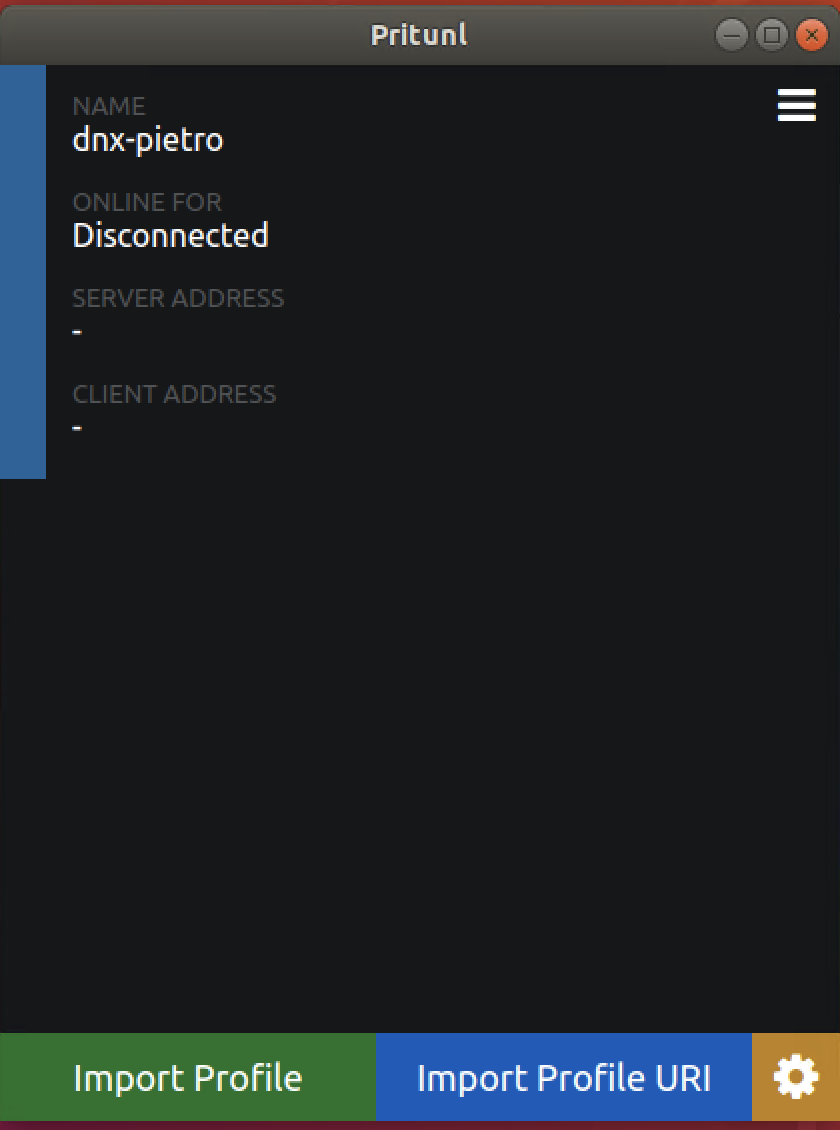 Pritunl
NAME
dnx-pietro
ONLINE FOR
Disconnected
SERVER ADDRESS
-
CLIENT ADDRESS
-
Import Profile
Import Profile URI